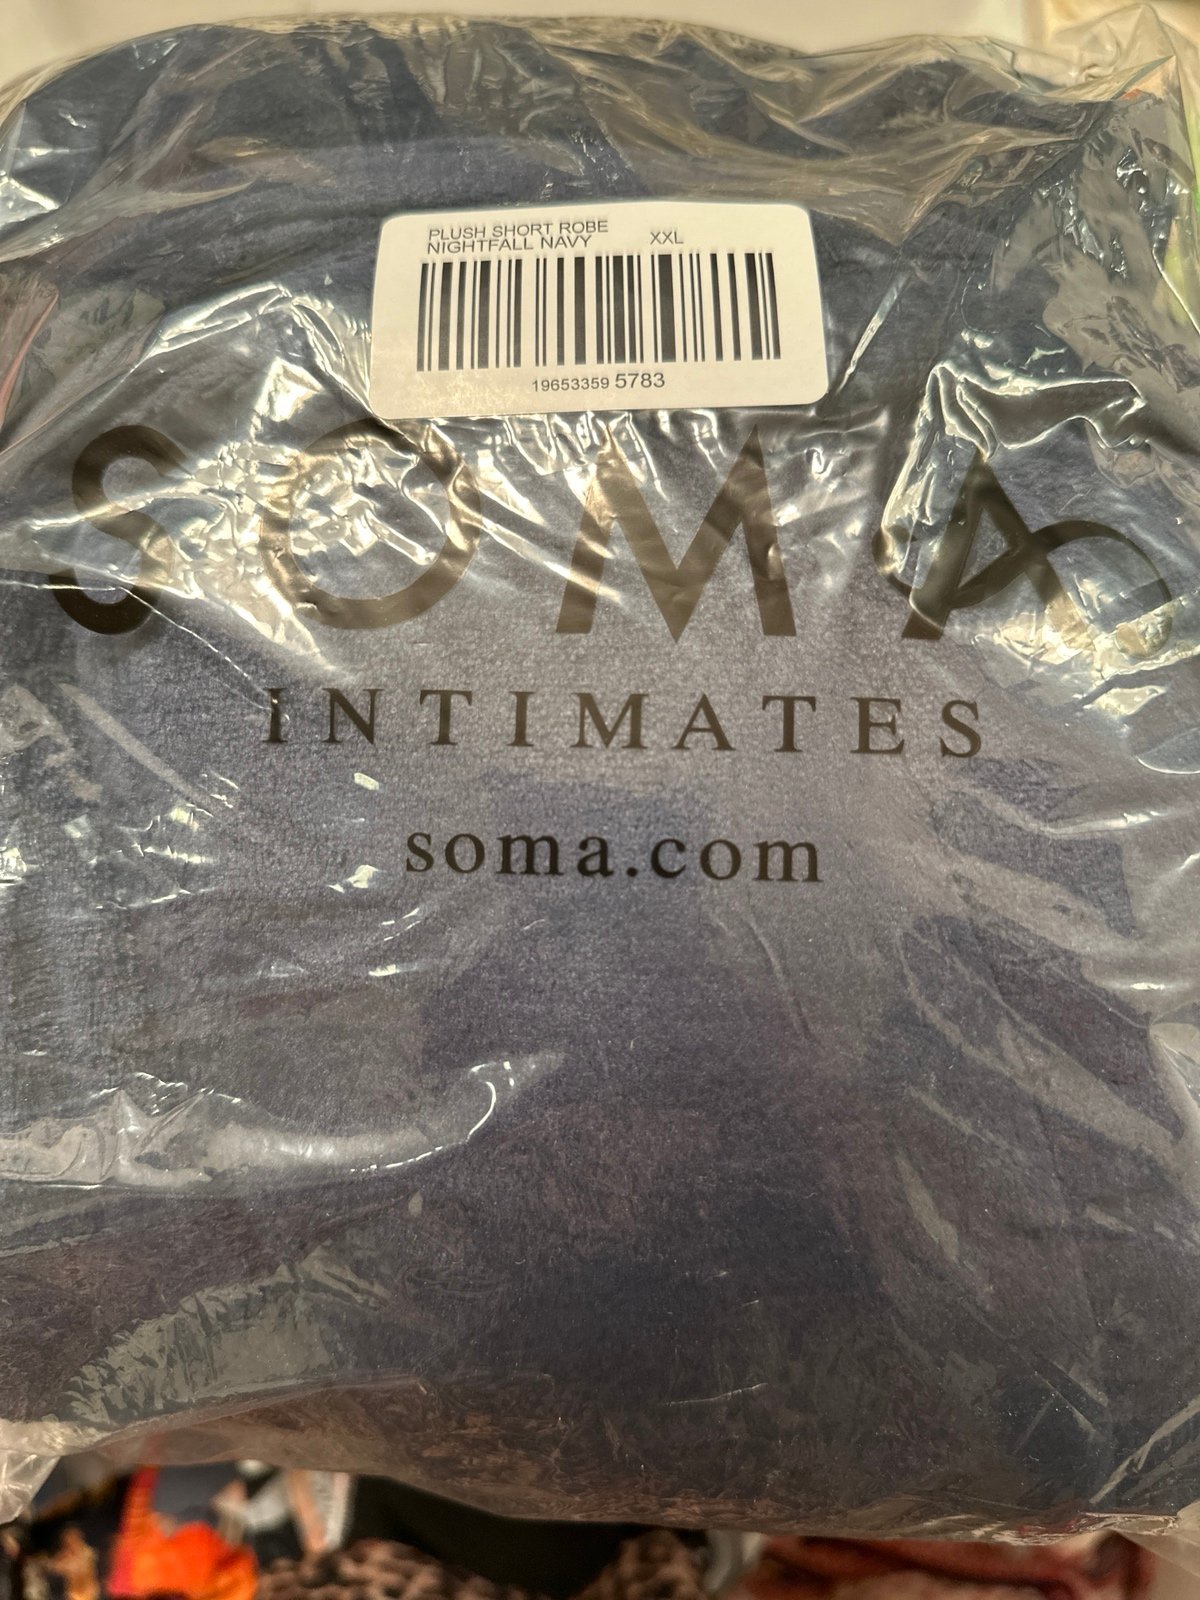 PLUSH SHORT ROBE
NIGHTFALL NAVY XXL
19653359 5783
SOMA
INTIMATES
soma.com